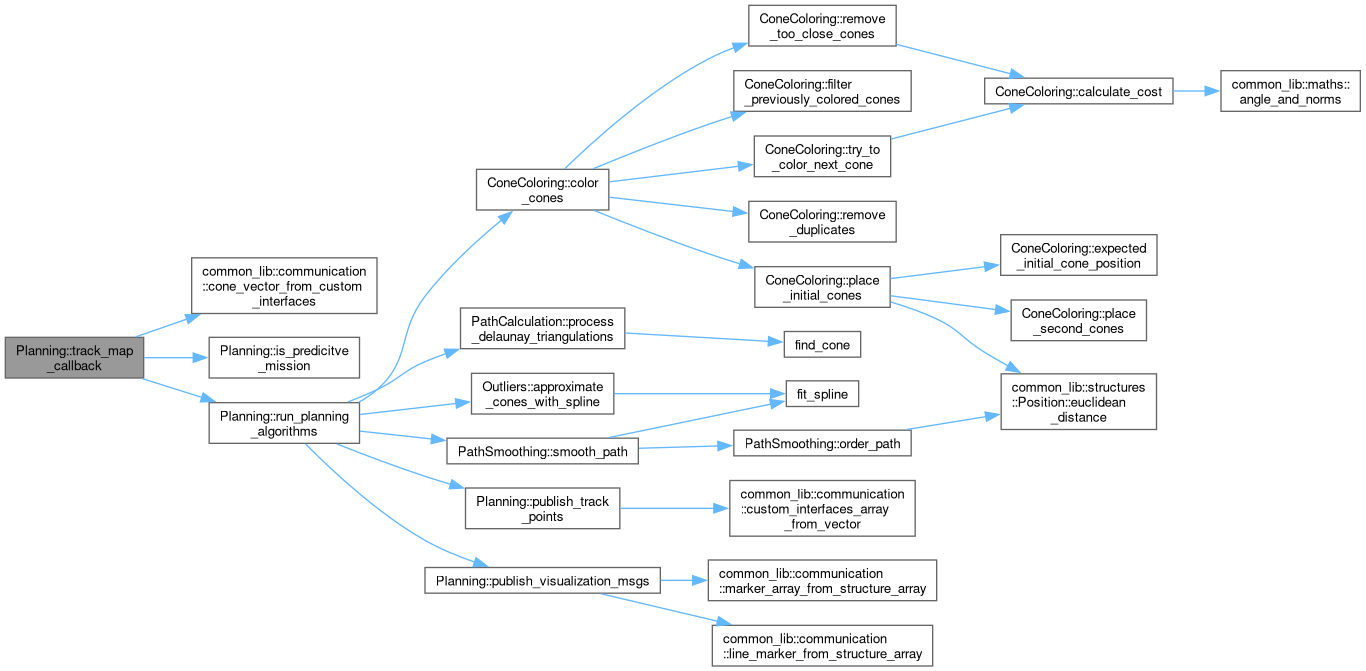 Planning::track_map
_callback
common_lib::communication
::cone_vector_from_custom
_interfaces
Planning::is_predicitve
_mission
Planning::run_planning
_algorithms
ConeColoring::color
_cones
PathCalculation::process
_delaunay_triangulations
Outliers::approximate
_cones_with_spline
PathSmoothing::smooth_path
Planning::publish_track
_points
Planning::publish_visualization_msgs
ConeColoring::remove
_too_close_cones
ConeColoring::filter
_previously_colored_cones
ConeColoring::try_to
_color_next_cone
ConeColoring::remove
_duplicates
ConeColoring::place
_initial_cones
find_cone
fit_spline
PathSmoothing::order_path
common_lib::communication
::custom_interfaces_array
_from_vector
common_lib::communication
::marker_array_from_structure_array
common_lib::communication
::line_marker_from_structure_array
ConeColoring::calculate_cost
ConeColoring::expected
_initial_cone_position
ConeColoring::place
_second_cones
common_lib::structures
::Position::euclidean
_distance
common_lib::maths::
angle_and_norms